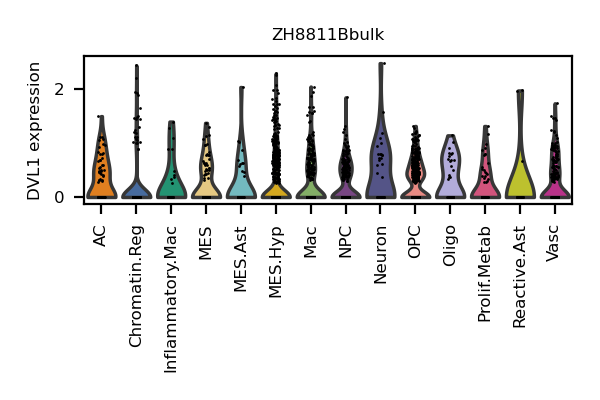 ZH8811Bbulk
DVL1 expression
2
0
AC
Chromatin.Reg
Inflammatory.Mac
MES
MES.Ast
MES.Hyp
Mac
NPC
Neuron
OPC
Oligo
Prolif.Metab
Reactive.Ast
Vasc